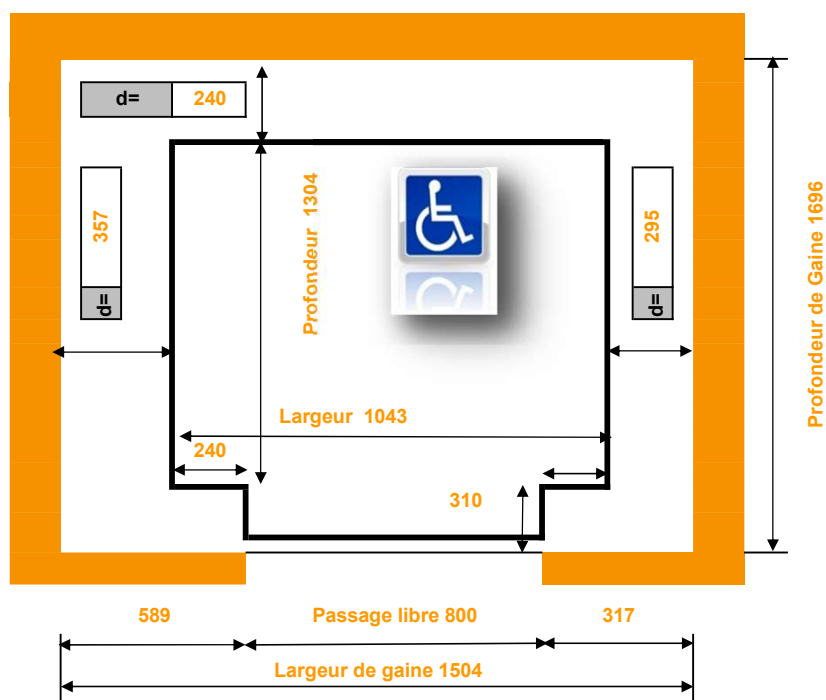 d= 240
Profondeur 1304
357
d=
295
d=
Profondeur de Gaine 1696
Largeur 1043
240
310
589
Passage libre 800
317
Largeur de gaine 1504